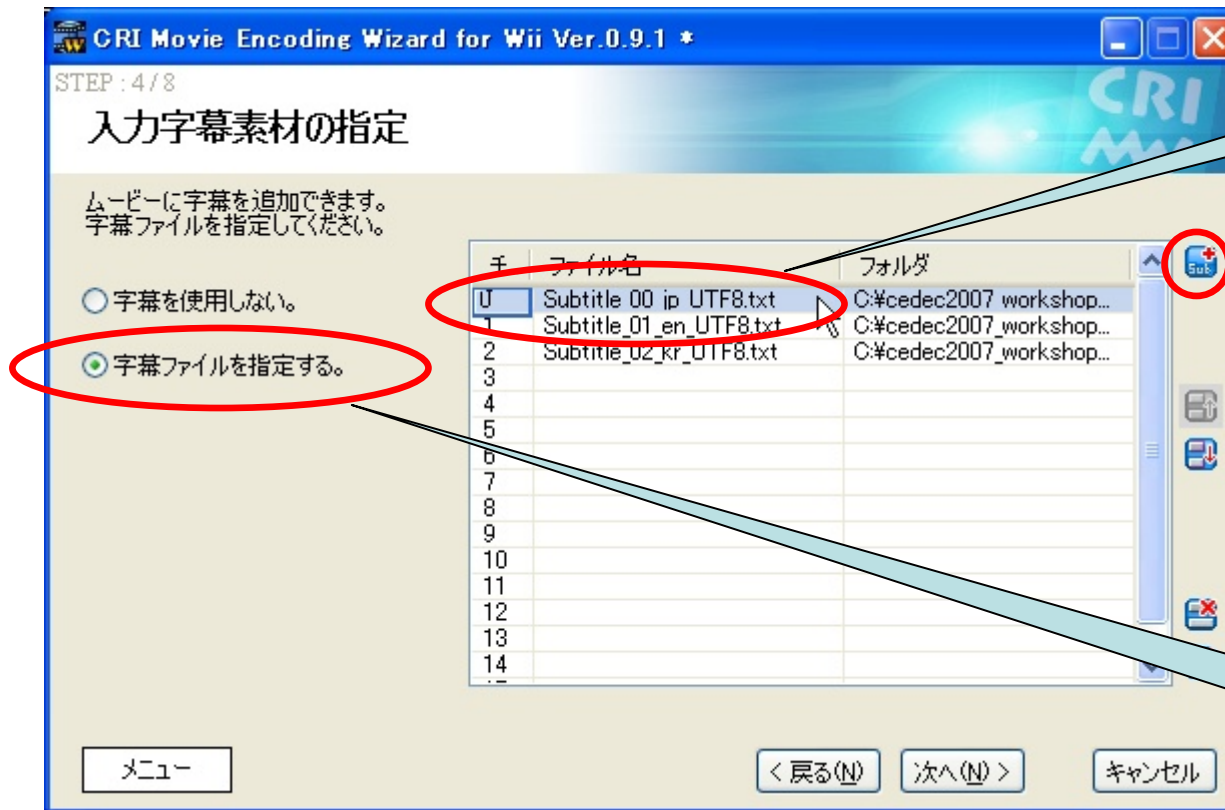 CRI Movie Encoding Wizard for Wii Ver.0.9.1 *
STEP : 4 / 8
CRI
入力字幕素材の指定
ムービーに字幕を追加できます。
字幕ファイルを指定してください。
字幕を使用しない。
字幕ファイルを指定する。
チ ファイル名 フォルダ
0 Subtitle_00_jp_UTF8.txt C:¥cedec2007_workshop...
1 Subtitle_01_en_UTF8.txt C:¥cedec2007_workshop...
2 Subtitle_02_kr_UTF8.txt C:¥cedec2007_workshop...
3
4
5
6
7
8
9
10
11
12
13
14
Sub
メニュー
< 戻る(N) 次へ(N) > キャンセル